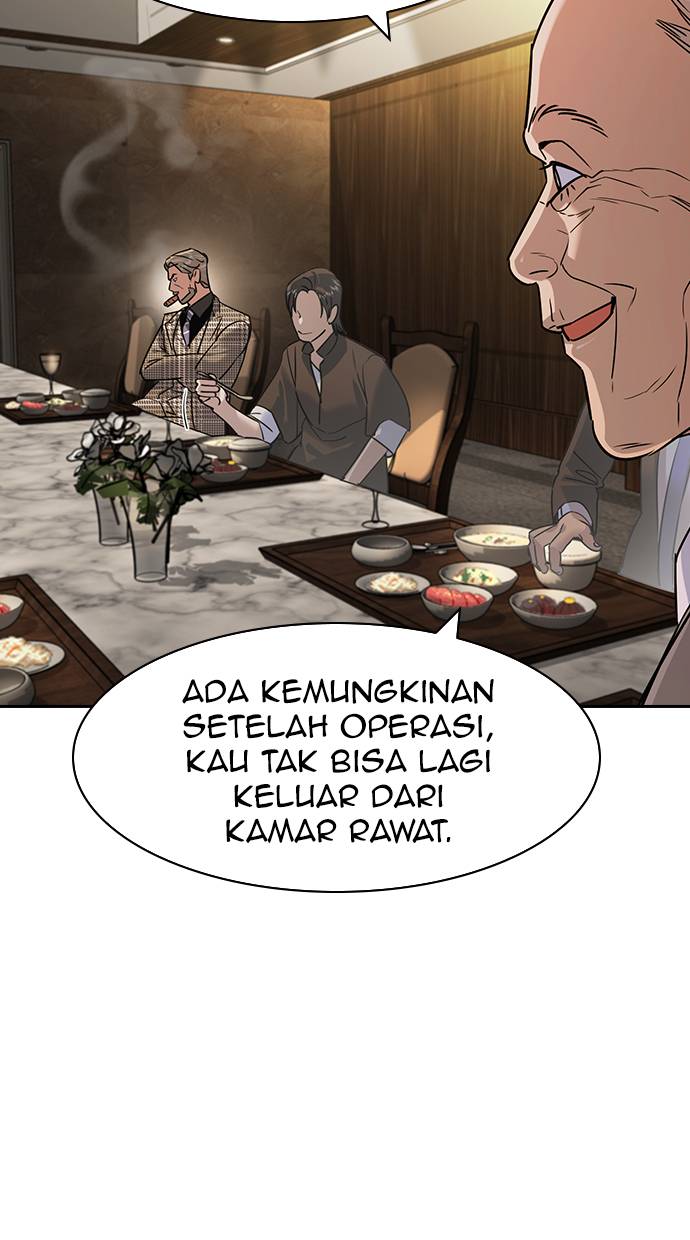 ADA KEMUNGKINAN
SETELAH OPERASI,
KAU TAK BISA LAGI
KELUAR DARI
KAMAR RAWAT.